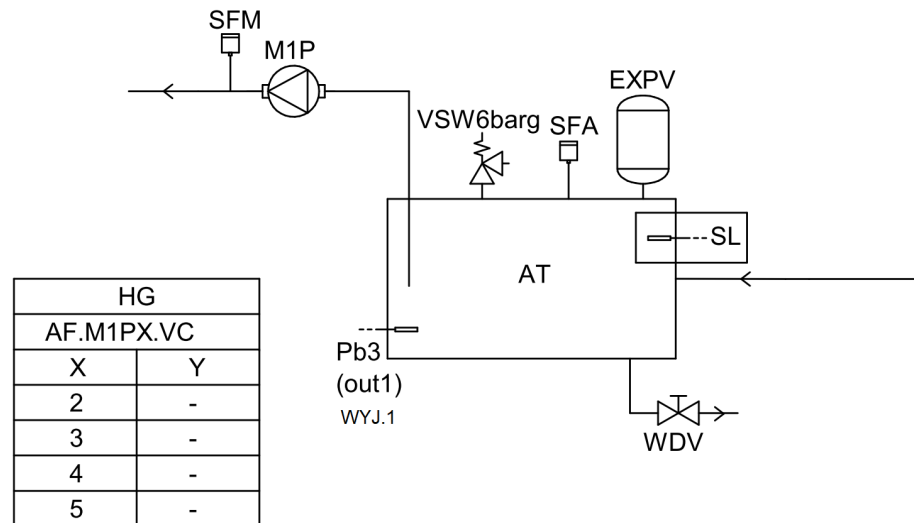 SFM
M1P
EXPV
VSW6barg
SFA
SL
AT
Pb3
(out1)
WYJ.1
WDV
HG
AF.M1PX.VC
X Y
2 -
3 -
4 -
5 -